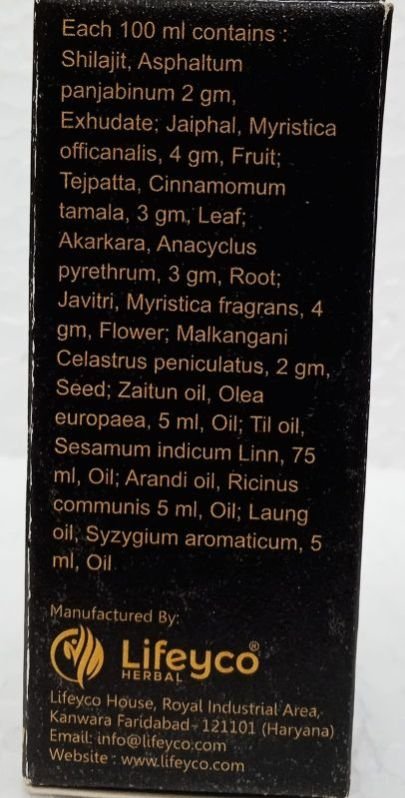 Each 100 ml contains :
Shilajit, Asphaltum
panjabinum 2 gm,
Exhudate; Jaiphal, Myristica
officanalis, 4 gm, Fruit;
Tejpatta, Cinnamomum
tamala, 3 gm, Leaf;
Akarkara, Anacyclus
pyrethrum, 3 gm, Root;
Javitri, Myristica fragrans, 4
gm, Flower; Malkangani
Celastrus peniculatus, 2 gm,
Seed; Zaitun oil, Olea
europaea, 5 ml, Oil; Til oil,
Sesamum indicum Linn, 75
ml, Oil; Arandi oil, Ricinus
communis 5 ml, Oil; Laung
oil, Syzygium aromaticum, 5
ml, Oil
Manufactured By:
Lifeyco®
HERBAL
Lifeyco House, Royal Industrial Area,
Kanwara Faridabad- 121101 (Haryana)
Email: info@lifeyco.com
Website : www.lifeyco.com